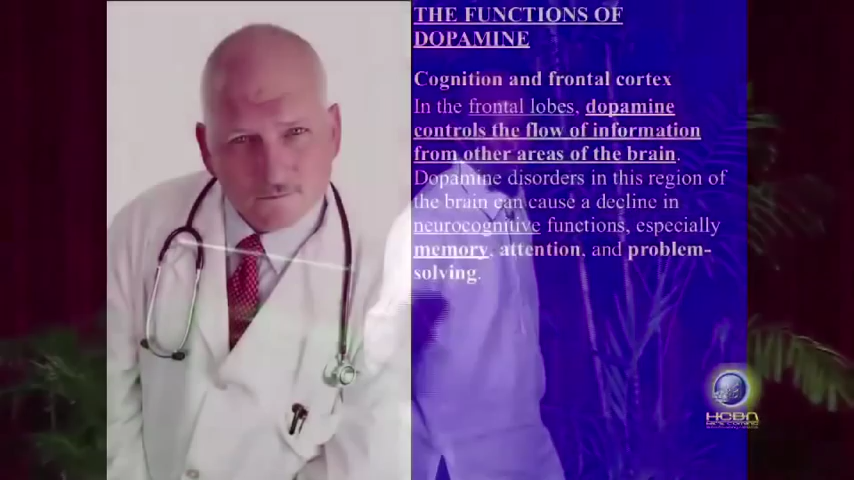 THE FUNCTIONS OF
DOPAMINE
Cognition and frontal cortex
In the frontal lobes, dopamine
controls the flow of information
from other areas of the brain.
Dopamine disorders in this region of
the brain can cause a decline in
neurocognitive functions, especially
memory, attention, and problem-
solving.
HCBN
HE'S COMING